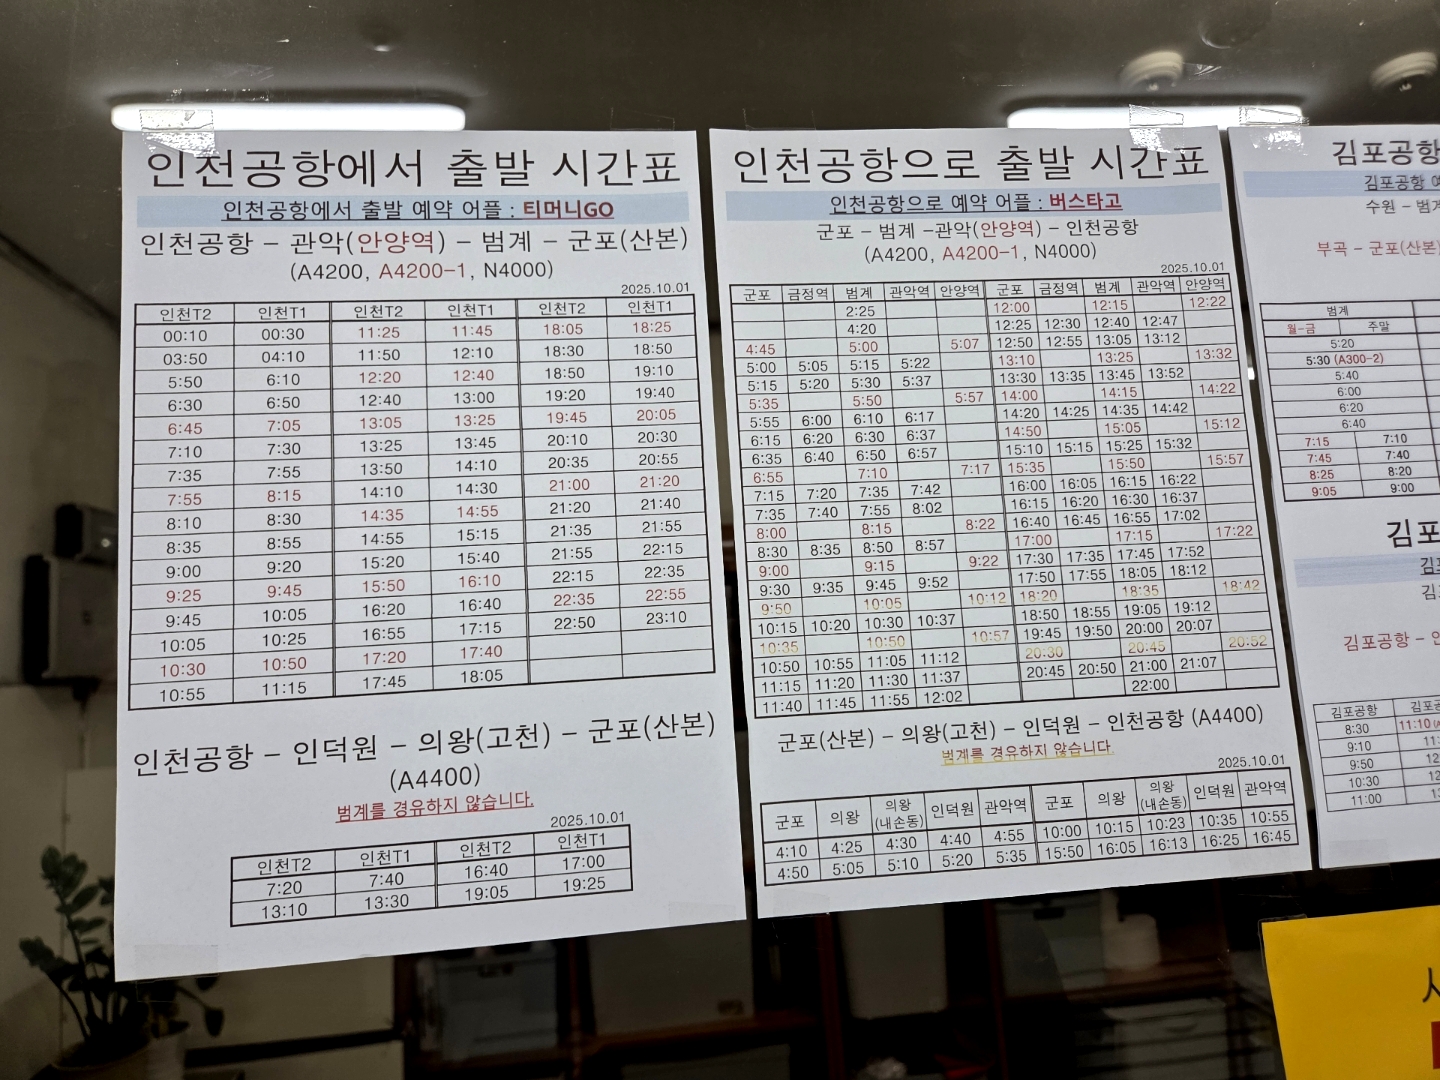 인천공항에서 출발 시간표
인천공항에서 출발 예약 어플 : 티머니GO
인천공항 - 관악(안양역) - 범계 - 군포(산본)
(A4200, A4200-1, N4000)
2025.10.01
인천T2 인천T1 인천T2 인천T1 인천T2 인천T1
00:10 00:30 11:25 11:45 18:05 18:25
03:50 04:10 11:50 12:10 18:30 18:50
5:50 6:10 12:20 12:40 18:50 19:10
6:30 6:50 12:40 13:00 19:20 19:40
6:45 7:05 13:05 13:25 19:45 20:05
7:10 7:30 13:25 13:45 20:10 20:30
7:35 7:55 13:50 14:10 20:35 20:55
7:55 8:15 14:10 14:30 21:00 21:20
8:10 8:30 14:35 14:55 21:20 21:40
8:35 8:55 14:55 15:15 21:35 21:55
9:00 9:20 15:20 15:40 21:55 22:15
9:25 9:45 15:50 16:10 22:15 22:35
9:45 10:05 16:20 16:40 22:35 22:55
10:05 10:25 16:55 17:15 22:50 23:10
10:30 10:50 17:20 17:40
10:55 11:15 17:45 18:05
인천공항 - 인덕원 - 의왕(고천) - 군포(산본)
(A4400)
범계를 경유하지 않습니다.
2025.10.01
인천T2 인천T1 인천T2 인천T1
7:20 7:40 16:40 17:00
13:10 13:30 19:05 19:25
인천공항으로 출발 시간표
인천공항으로 예약 어플 : 버스타고
군포 - 범계 -관악(안양역) - 인천공항
(A4200, A4200-1, N4000)
2025.10.01
군포 금정역 범계 관악역 안양역 군포 금정역 범계 관악역 안양역
2:25 12:00 12:15 12:22
4:20 12:25 12:30 12:40 12:47
4:45 5:00 5:07 12:50 12:55 13:05 13:12
5:00 5:05 5:15 5:22 13:10 13:25 13:32
5:15 5:20 5:30 5:37 13:30 13:35 13:45 13:52
5:35 5:50 5:57 14:00 14:15 14:22
5:55 6:00 6:10 6:17 14:20 14:25 14:35 14:42
6:15 6:20 6:30 6:37 14:50 15:05 15:12
6:35 6:40 6:50 6:57 15:10 15:15 15:25 15:32
6:55 7:10 7:17 15:35 15:50 15:57
7:15 7:20 7:35 7:42 16:00 16:05 16:15 16:22
7:35 7:40 7:55 8:02 16:15 16:20 16:30 16:37
8:00 8:15 8:22 16:40 16:45 16:55 17:02
8:30 8:35 8:50 8:57 17:00 17:15 17:22
9:00 9:15 9:22 17:30 17:35 17:45 17:52
9:30 9:35 9:45 9:52 17:50 17:55 18:05 18:12
9:50 10:05 10:12 18:20 18:35 18:42
10:15 10:20 10:30 10:37 18:50 18:55 19:05 19:12
10:35 10:50 10:57 19:45 19:50 20:00 20:07
10:50 10:55 11:05 11:12 20:30 20:45 20:52
11:15 11:20 11:30 11:37 20:45 20:50 21:00 21:07
11:40 11:45 11:55 12:02 22:00
군포(산본) - 의왕(고천) - 인덕원 - 인천공항 (A4400)
범계를 경유하지 않습니다.
2025.10.01
군포 의왕 의왕(내손동) 인덕원 관악역 군포 의왕 의왕(내손동) 인덕원 관악역
4:10 4:25 4:30 4:40 4:55 10:00 10:15 10:23 10:35 10:55
4:50 5:05 5:10 5:20 5:35 15:50 16:05 16:13 16:25 16:45
김포공항
김포공항
수원 - 범계
부곡 - 군포(산본)
범계
월-금 주말
5:20
5:30 (A300-2)
5:40
6:00
6:20
6:40
7:15 7:10
7:45 7:40
8:25 8:20
9:05 9:00
김포공항 -
김포공항
8:30 11:10
9:10
9:50
10:30
11:00